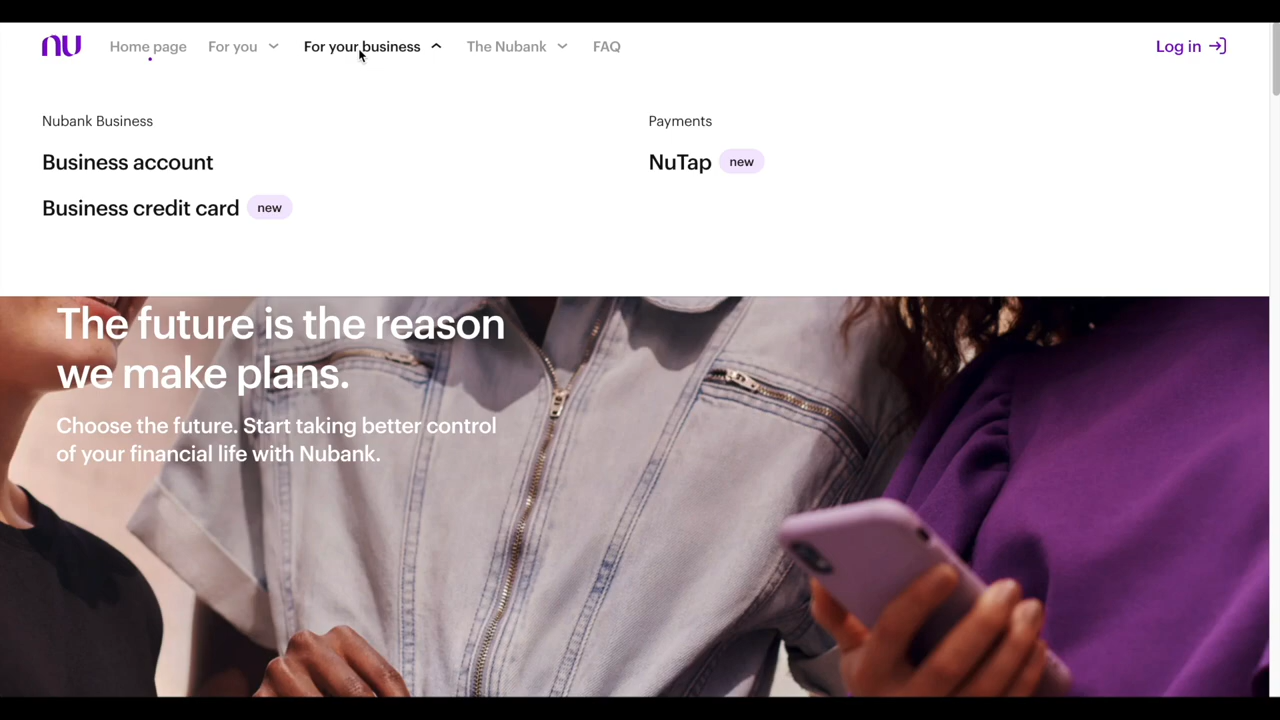 nu
Home page
For you
For your business
The Nubank
FAQ
Log in
Nubank Business
Business account
Business credit card new
Payments
NuTap new
The future is the reason
we make plans.
Choose the future. Start taking better control
of your financial life with Nubank.